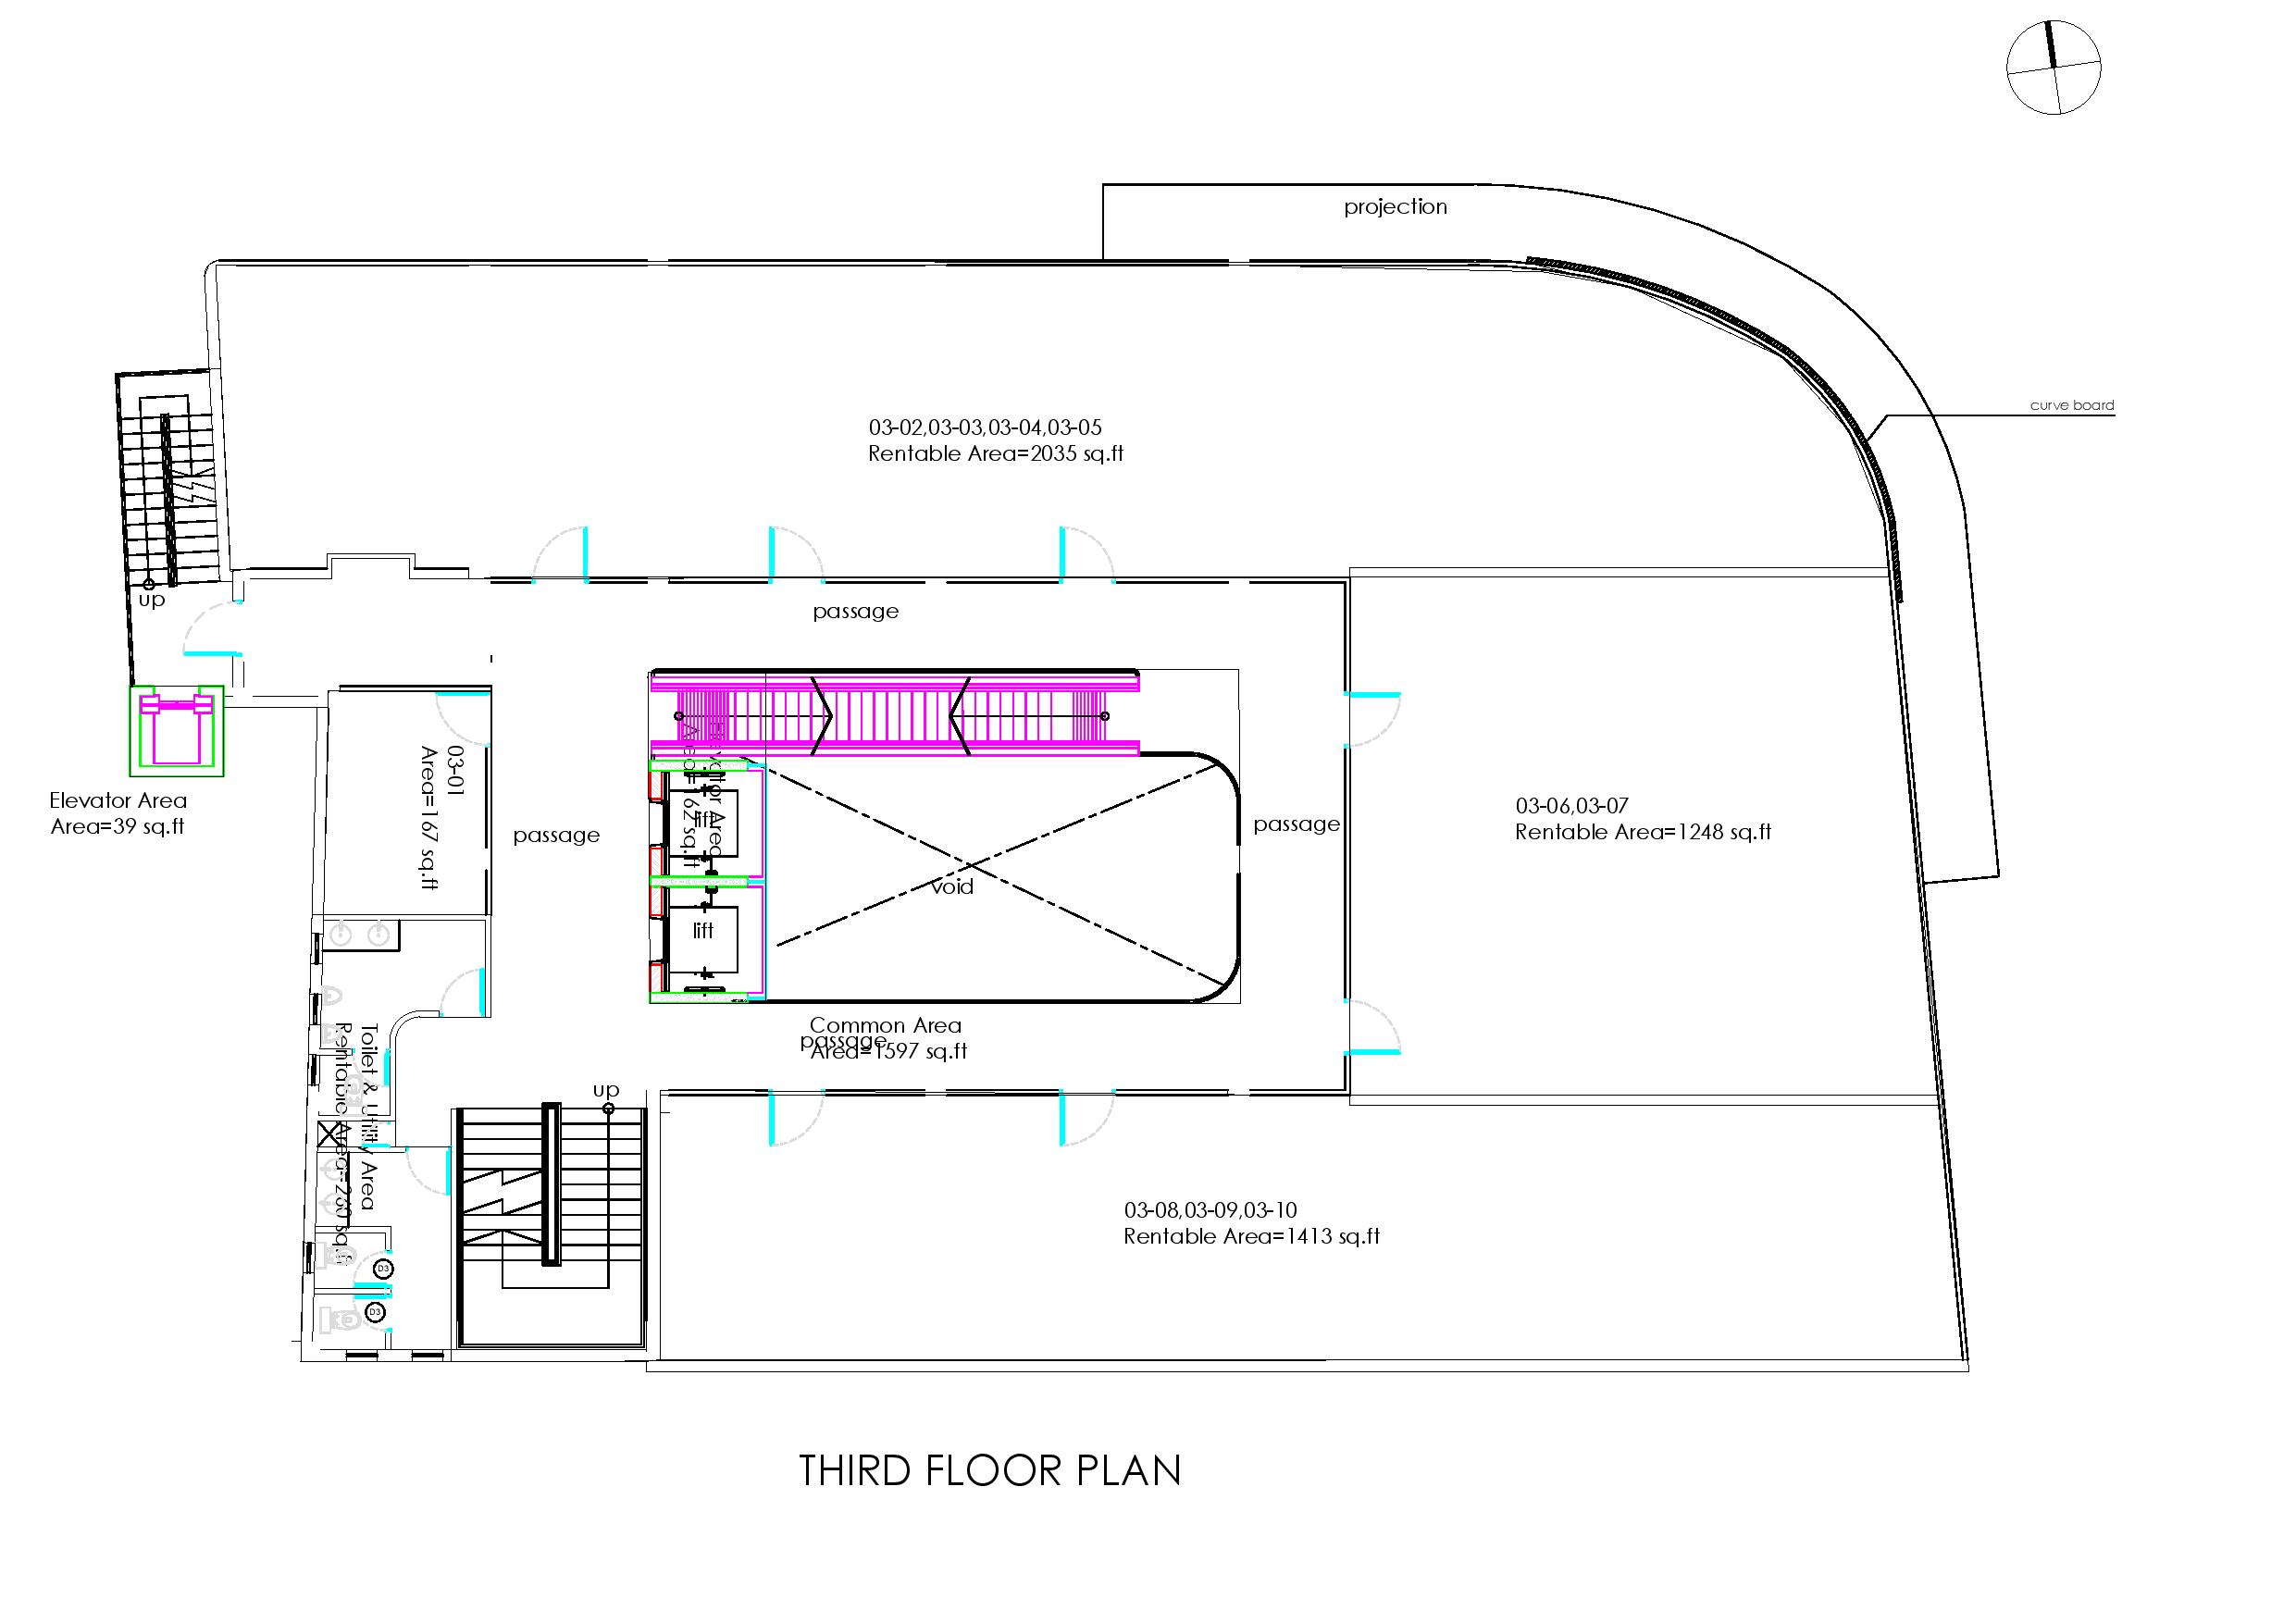 projection
curve board
03-02,03-03,03-04,03-05
Rentable Area=2035 sq.ft
up
passage
Elevator Area
Area=39 sq.ft
03-01
Area=167 sq.ft
Elevator Area
Area=162 sq.ft
lift
passage
passage
03-06,03-07
Rentable Area=1248 sq.ft
void
lift
Common Area
Area=1597 sq.ft
passage
up
Toilet & Utility Area
Rentable Area= sq.ft
03-08,03-09,03-10
Rentable Area=1413 sq.ft
D3
D3
THIRD FLOOR PLAN